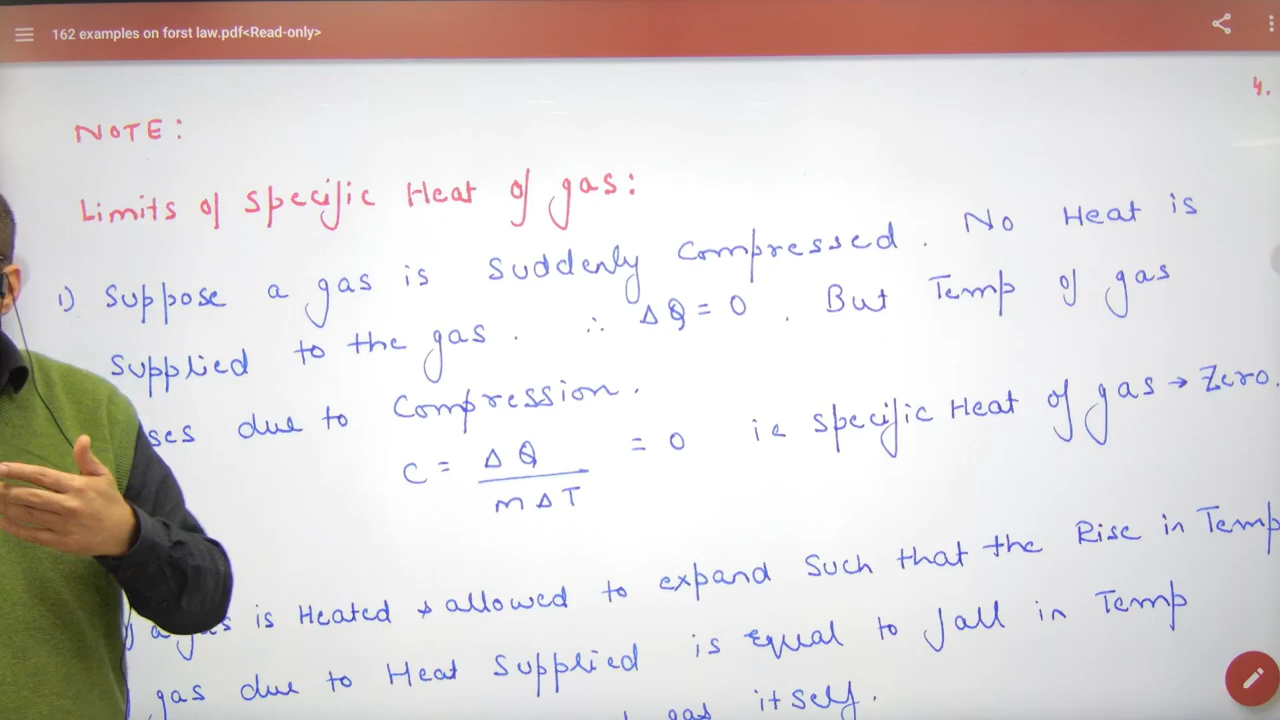 162 examples on forst law.pdf<Read-only>
4.
NOTE:
Limits of Specific Heat of gas:
1) Suppose a gas is suddenly compressed. No Heat is
supplied to the gas. ∴ ΔQ = 0. But Temp of gas
ses due to Compression.
C = ΔQ / mΔT = 0 ie specific Heat of gas → Zero.
gas is Heated & allowed to expand Such that the Rise in Temp
gas due to Heat supplied is equal to fall in Temp
gas itself.